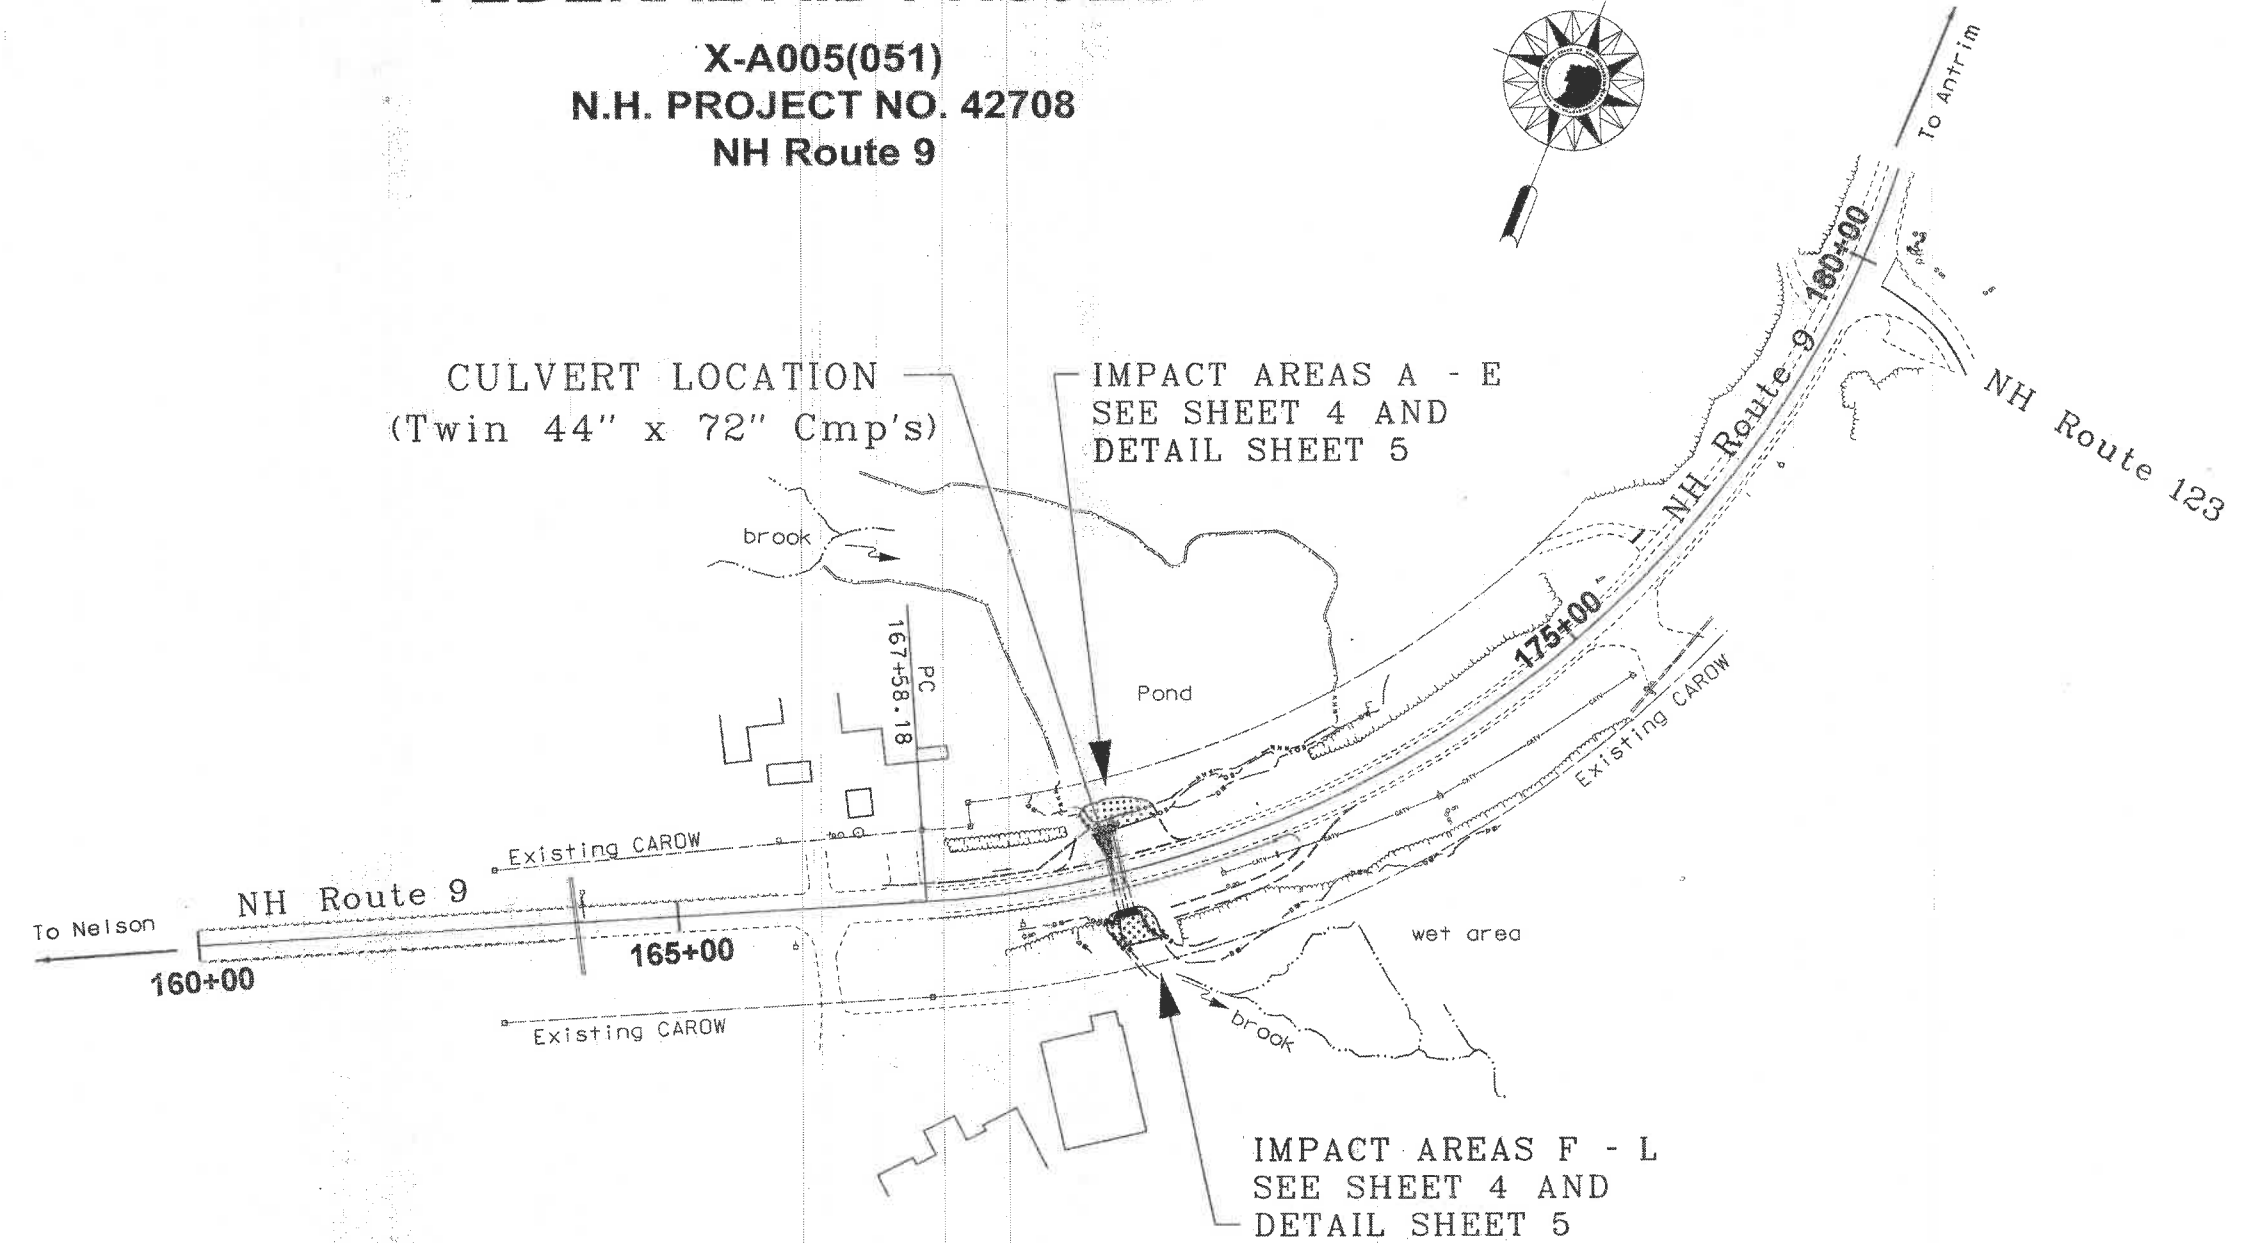 X-A005(051)
N.H. PROJECT NO. 42708
NH Route 9
To Antrim
180+00
NH Route 9
NH Route 123
CULVERT LOCATION
(Twin 44" x 72" Cmp's)
IMPACT AREAS A - E
SEE SHEET 4 AND
DETAIL SHEET 5
brook
175+00
PC
167+58.18
Pond
Existing CAROW
Existing CAROW
NH Route 9
To Nelson
160+00
165+00
wet area
Existing CAROW
brook
IMPACT AREAS F - L
SEE SHEET 4 AND
DETAIL SHEET 5